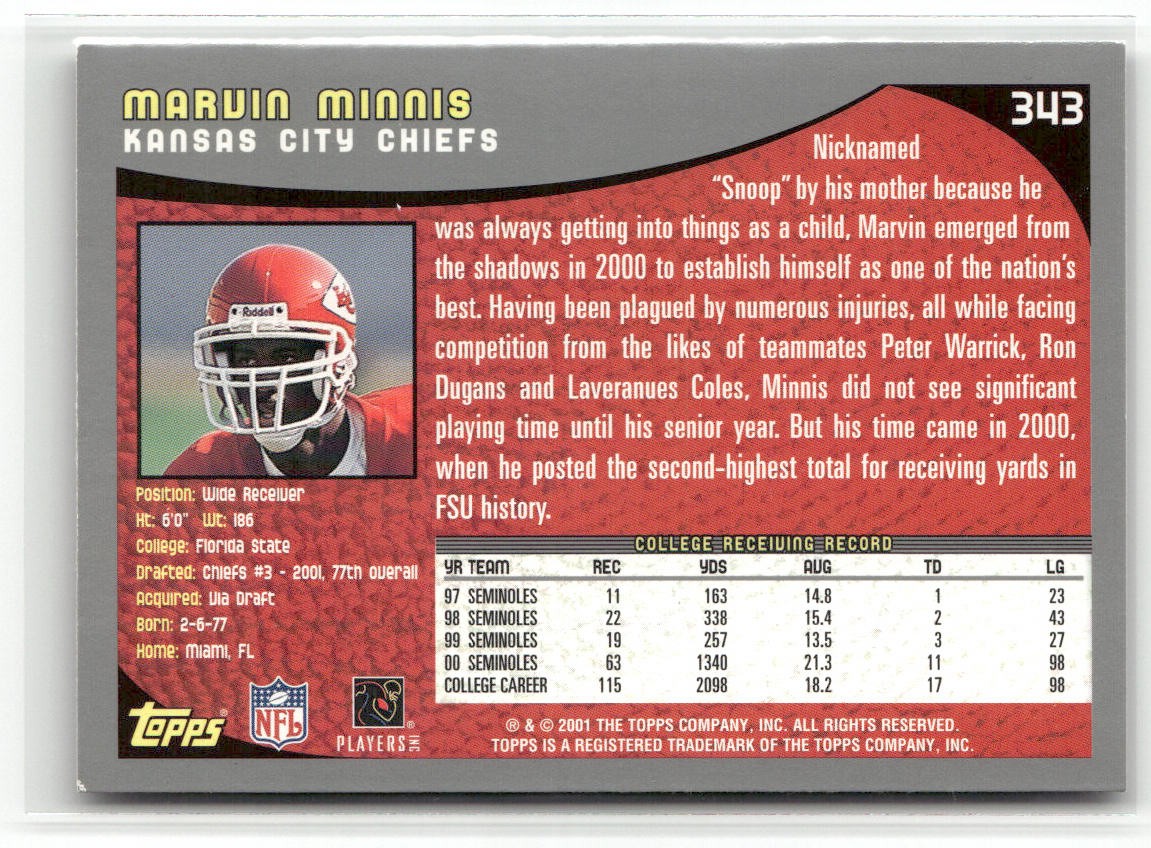 MARVIN MINNIS
KANSAS CITY CHIEFS
343
Nicknamed
“Snoop” by his mother because he
was always getting into things as a child, Marvin emerged from
the shadows in 2000 to establish himself as one of the nation’s
best. Having been plagued by numerous injuries, all while facing
competition from the likes of teammates Peter Warrick, Ron
Dugans and Laveranues Coles, Minnis did not see significant
playing time until his senior year. But his time came in 2000,
when he posted the second-highest total for receiving yards in
FSU history.
Riddell
Position: Wide Receiver
Ht: 6'0" Wt: 186
College: Florida State
Drafted: Chiefs #3 - 2001, 77th overall
Acquired: Via Draft
Born: 2-6-77
Home: Miami, FL
COLLEGE RECEIVING RECORD
YR TEAM REC YDS AVG TD LG
97 SEMINOLES 11 163 14.8 1 23
98 SEMINOLES 22 338 15.4 2 43
99 SEMINOLES 19 257 13.5 3 27
00 SEMINOLES 63 1340 21.3 11 98
COLLEGE CAREER 115 2098 18.2 17 98
Topps®
NFL
PLAYERS INC ®
® & © 2001 THE TOPPS COMPANY, INC. ALL RIGHTS RESERVED.
TOPPS IS A REGISTERED TRADEMARK OF THE TOPPS COMPANY, INC.